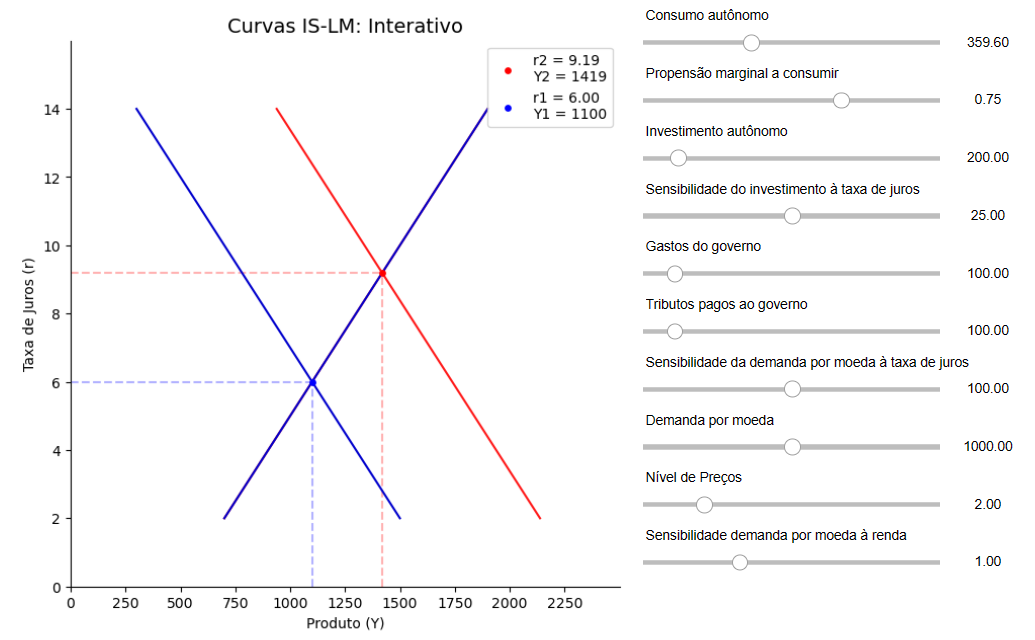 Curvas IS-LM: Interativo
r2 = 9.19
Y2 = 1419
r1 = 6.00
Y1 = 1100
14
12
10
8
6
4
2
0
Taxa de Juros (r)
0 250 500 750 1000 1250 1500 1750 2000 2250
Produto (Y)
Consumo autônomo
359.60
Propensão marginal a consumir
0.75
Investimento autônomo
200.00
Sensibilidade do investimento à taxa de juros
25.00
Gastos do governo
100.00
Tributos pagos ao governo
100.00
Sensibilidade da demanda por moeda à taxa de juros
100.00
Demanda por moeda
1000.00
Nível de Preços
2.00
Sensibilidade demanda por moeda à renda
1.00